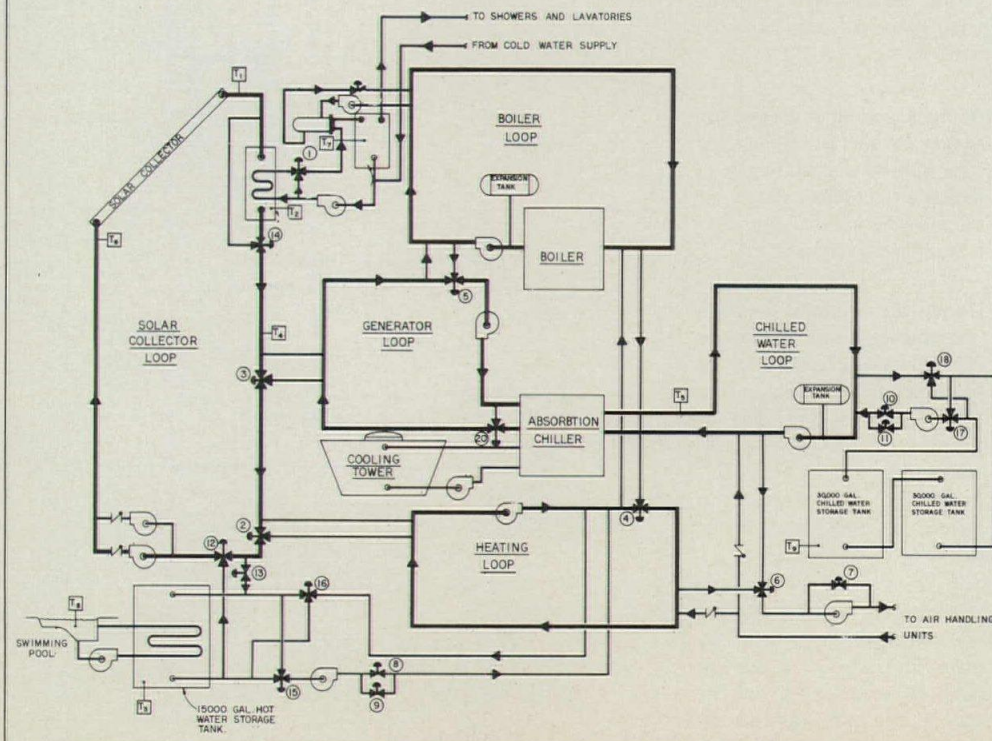 TO SHOWERS AND LAVATORIES
FROM COLD WATER SUPPLY
T1
SOLAR COLLECTOR
T7
1
BOILER
LOOP
EXPANSION
TANK
T2
T6
14
BOILER
5
SOLAR
COLLECTOR
LOOP
T4
GENERATOR
LOOP
CHILLED
WATER
LOOP
18
3
T5
EXPANSION
TANK
10
11
17
ABSORBTION
CHILLER
20
COOLING
TOWER
30,000 GAL.
CHILLED WATER
STORAGE TANK
30,000 GAL.
CHILLED WATER
STORAGE TANK
T9
2
12
4
HEATING
LOOP
13
16
6
7
T8
TO AIR HANDLING
UNITS
SWIMMING
POOL
8
15
9
T3
15000 GAL. HOT
WATER STORAGE
TANK.